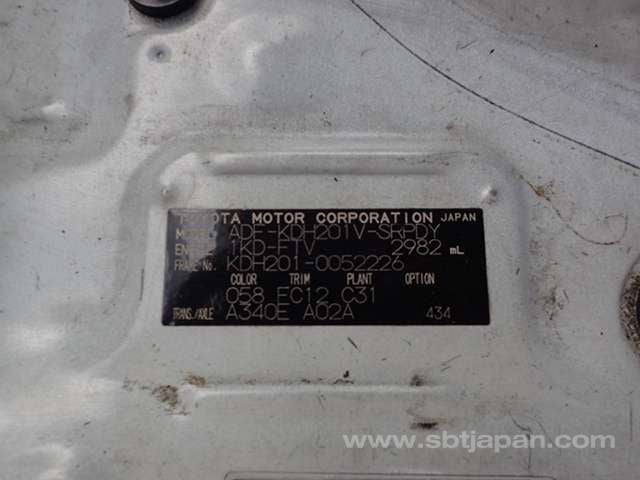 TOYOTA MOTOR CORPORATION JAPAN
MODEL ADF-KDH201V-SRPDY
ENGINE 1KD-FTV 2982 mL
FRAME No. KDH201-0052226
COLOR TRIM PLANT OPTION
058 EC12 C31
TRANS./AXLE A340E A02A 434
www.sbtjapan.com